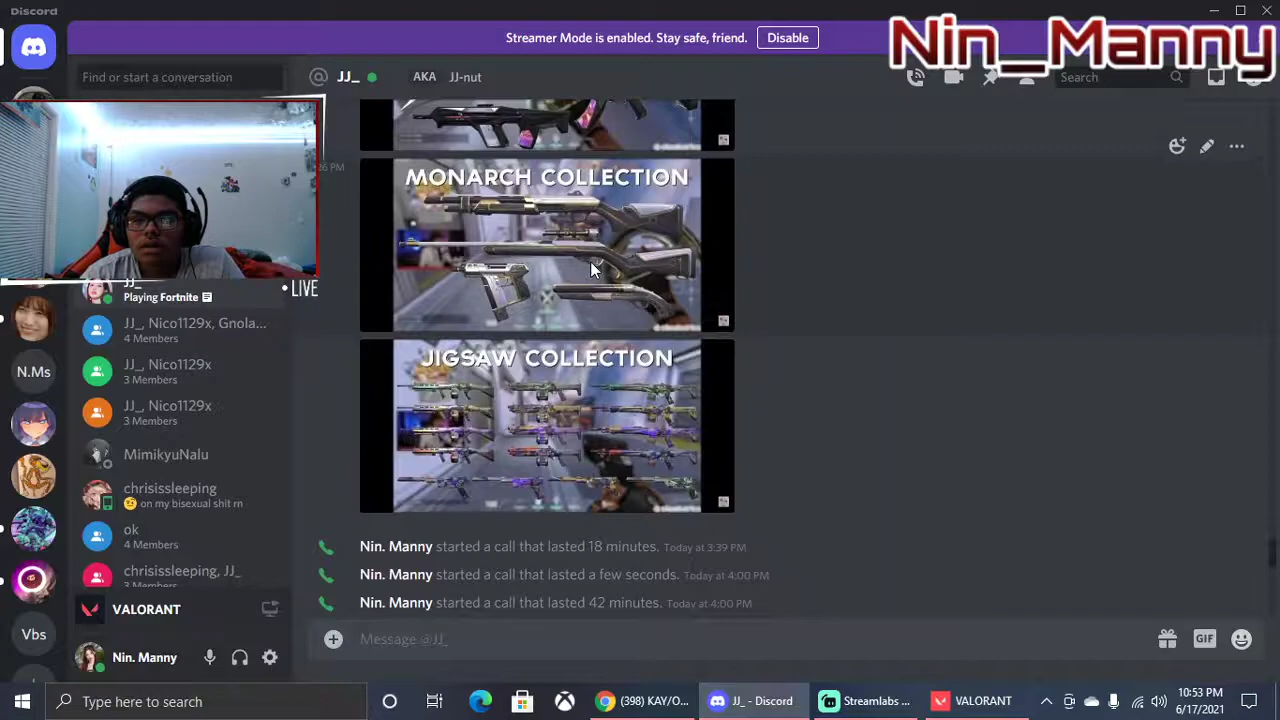 Discord
Streamer Mode is enabled. Stay safe, friend.
Disable
Nin_Manny
Find or start a conversation
JJ_
AKA
JJ-nut
Search
MONARCH COLLECTION
JIGSAW COLLECTION
LIVE
Playing Fortnite
JJ_, Nico1129x, Gnola...
4 Members
N.Ms
JJ_, Nico1129x
3 Members
JJ_, Nico1129x
3 Members
MimikyuNalu
chrisissleeping
on my bisexual shit rn
ok
4 Members
chrisissleeping, JJ_
3 Members
VALORANT
Vbs
Nin. Manny
Nin. Manny started a call that lasted 18 minutes. Today at 3:39 PM
Nin. Manny started a call that lasted a few seconds. Today at 4:00 PM
Nin. Manny started a call that lasted 42 minutes. Today at 4:00 PM
Message @JJ_
GIF
Type here to search
(398) KAY/O...
JJ_ - Discord
Streamlabs ...
VALORANT
10:53 PM
6/17/2021